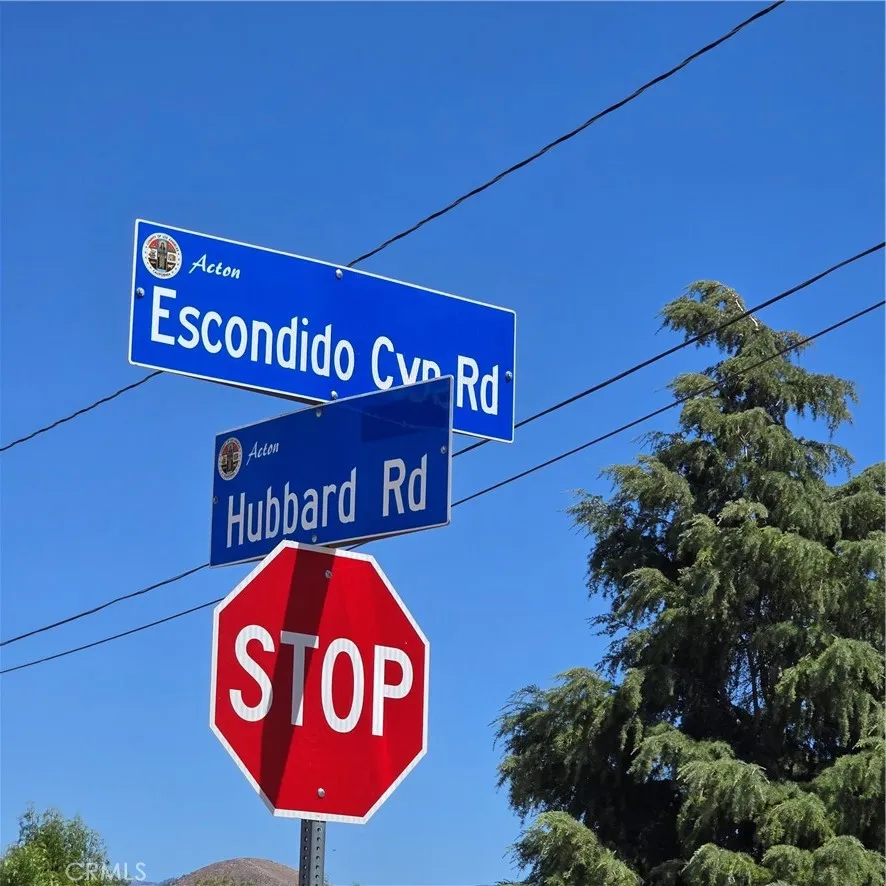 Acton
Escondido Cyn Rd
Acton
Hubbard Rd
STOP
CRMLS